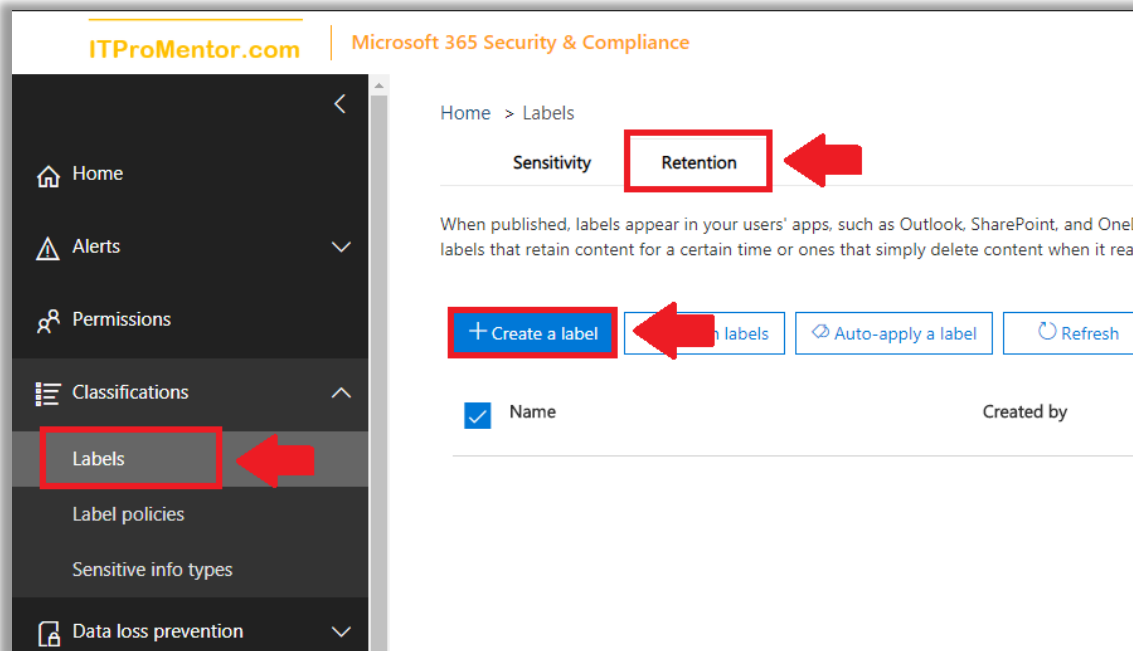 ITProMentor.com
Microsoft 365 Security & Compliance
Home > Labels
Sensitivity
Retention
When published, labels appear in your users' apps, such as Outlook, SharePoint, and
labels that retain content for a certain time or ones that simply delete content when it
+ Create a label
labels
Auto-apply a label
Refresh
Name
Created by
Home
Alerts
Permissions
Classifications
Labels
Label policies
Sensitive info types
Data loss prevention